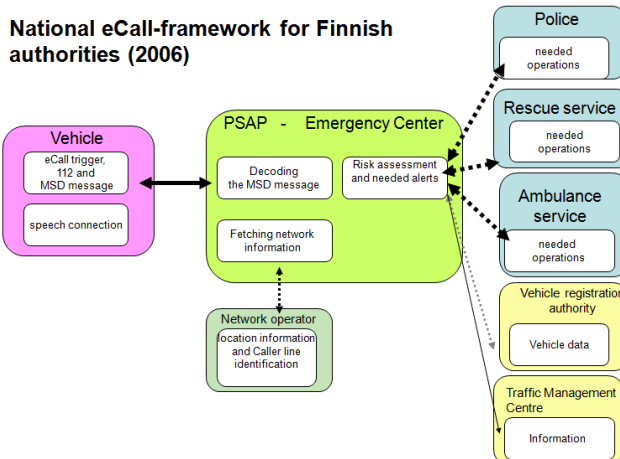 National eCall-framework for Finnish
authorities (2006)
Vehicle
eCall trigger,
112 and
MSD message
speech connection
PSAP - Emergency Center
Decoding
the MSD message
Risk assessment
and needed alerts
Fetching network
information
Network operator
location information
and Caller line
identification
Police
needed
operations
Rescue service
needed
operations
Ambulance
service
needed
operations
Vehicle registration
authority
Vehicle data
Traffic Management
Centre
Information